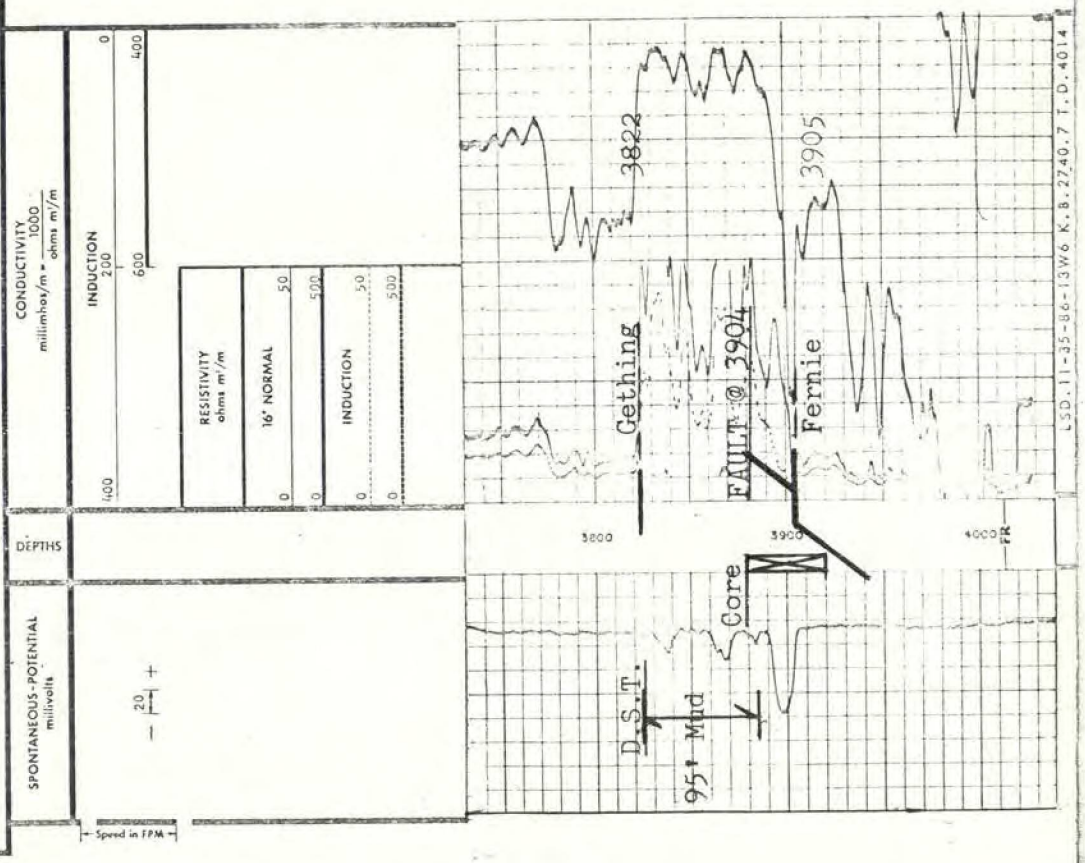 SPONTANEOUS-POTENTIAL
millivolts
— 20 +
Speed in FPM
DEPTHS
CONDUCTIVITY
millimhos/m = 1000
ohms m²/m
INDUCTION
400 200 0
600 400
RESISTIVITY
ohms m²/m
16" NORMAL
0 50
0 500
INDUCTION
0 50
0 500
3800
3822
Gething
D.S.T.
95' Mud
Core
FAULT @ 3904
3900
3905
Fernie
4000
FR
LSD.11-35-86-13W6 K.B.2740.7 T.D.4014